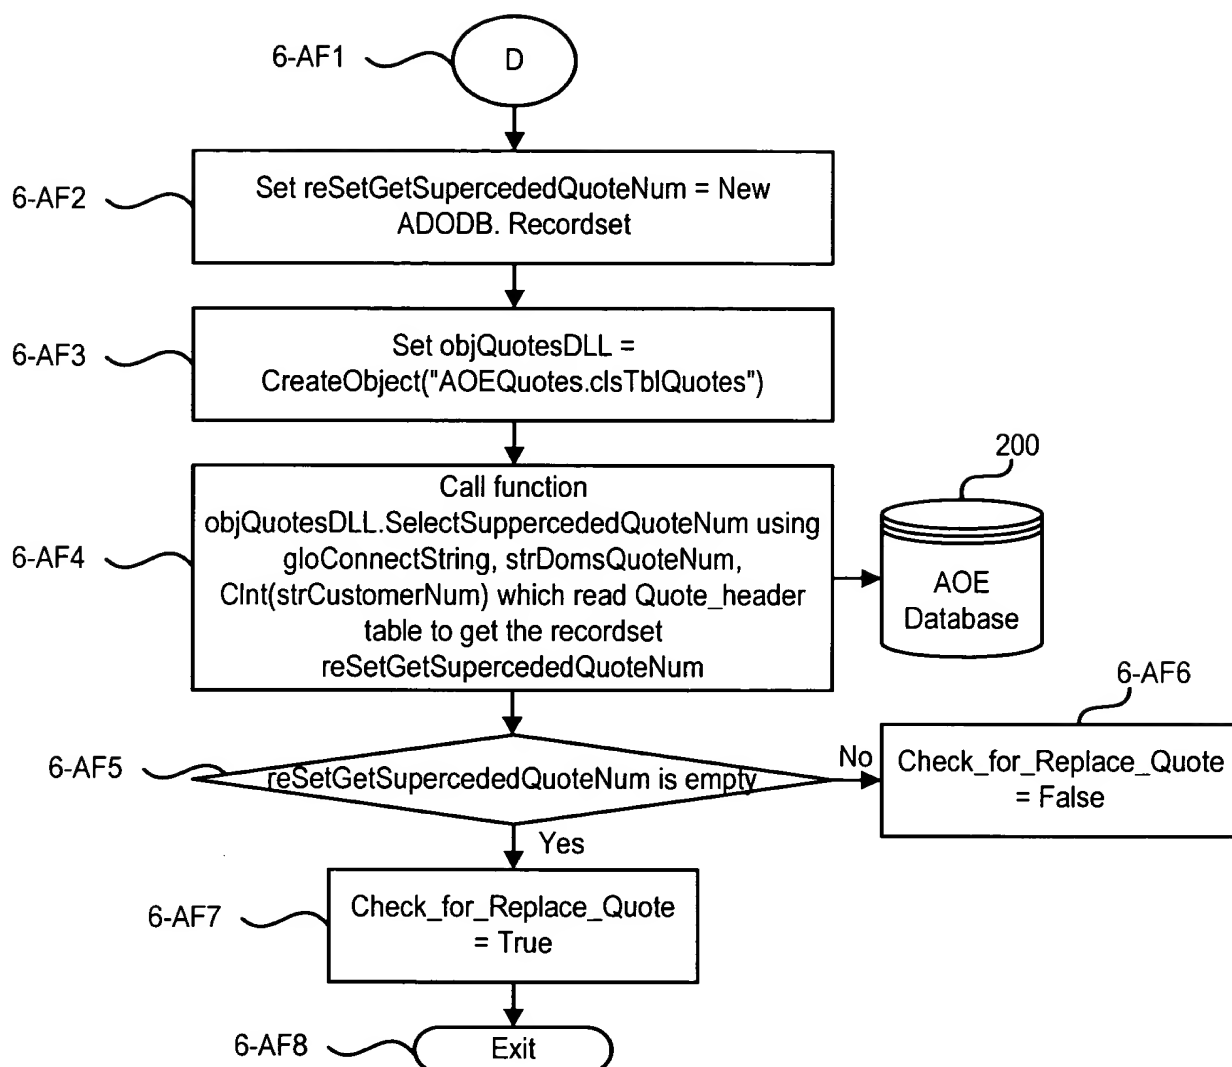 6-AF1
D
6-AF2
Set reSetGetSupercededQuoteNum = New
ADODB. Recordset
6-AF3
Set objQuotesDLL =
CreateObject("AOEQuotes.clsTblQuotes")
200
6-AF4
Call function
objQuotesDLL.SelectSuppercededQuoteNum using
gloConnectString, strDomsQuoteNum,
CInt(strCustomerNum) which read Quote_header
table to get the recordset
reSetGetSupercededQuoteNum
AOE
Database
6-AF5
reSetGetSupercededQuoteNum is empty
No
6-AF6
Check_for_Replace_Quote
= False
Yes
6-AF7
Check_for_Replace_Quote
= True
6-AF8
Exit